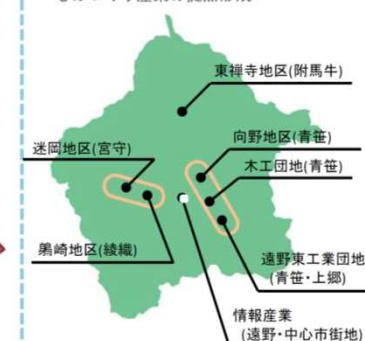 東禅寺地区(附馬牛)
向野地区(青笹)
迷岡地区(宮守)
木工団地(青笹)
鵢崎地区(綾織)
遠野東工業団地
(青笹・上郷)
情報産業
(遠野・中心市街地)